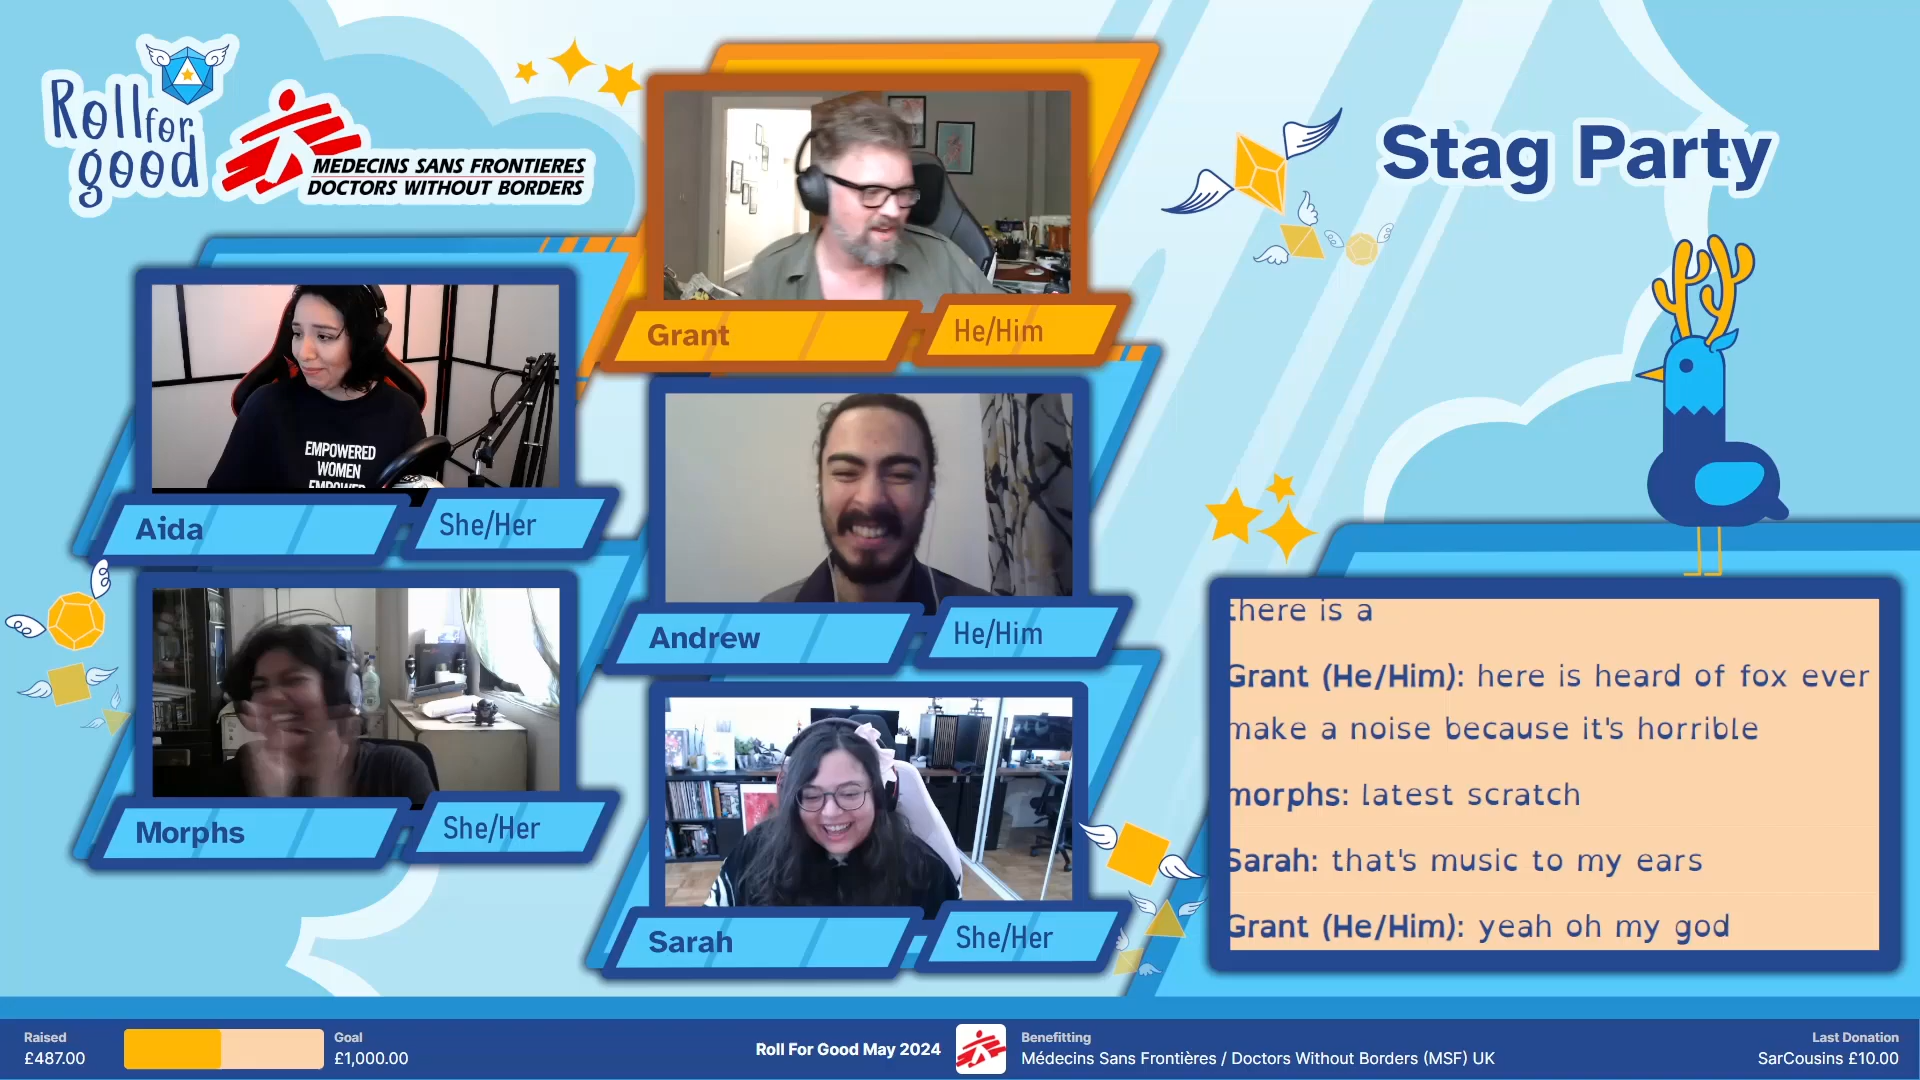 Roll for
good
MEDECINS SANS FRONTIERES
DOCTORS WITHOUT BORDERS
Stag Party
Grant
He/Him
EMPOWERED
WOMEN
Aida
She/Her
Andrew
He/Him
Morphs
She/Her
Sarah
She/Her
there is a
Grant (He/Him): here is heard of fox ever
make a noise because it's horrible
morphs: latest scratch
Sarah: that's music to my ears
Grant (He/Him): yeah oh my god
Raised
£487.00
Goal
£1,000.00
Roll For Good May 2024
Benefitting
Médecins Sans Frontières / Doctors Without Borders (MSF) UK
Last Donation
SarCousins £10.00